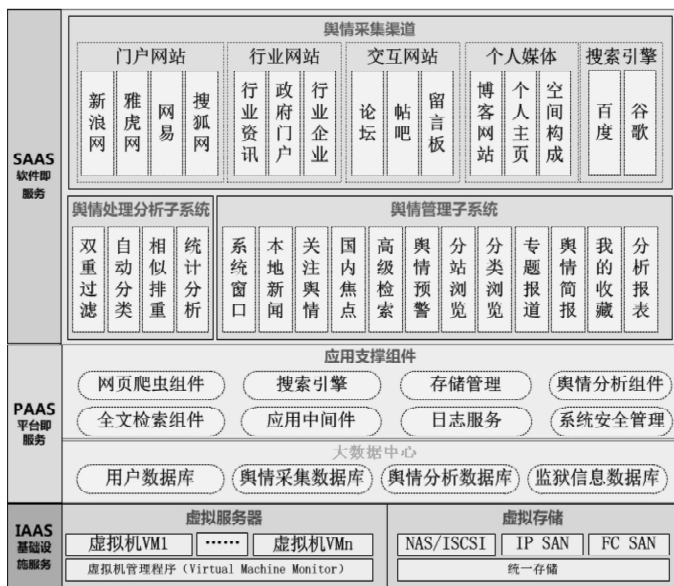 舆情采集渠道
门户网站
新浪网
雅虎网
网易
搜狐网
行业网站
行业资讯
政府门户
行业企业
交互网站
论坛
帖吧
留言板
个人媒体
博客网站
个人主页
空间构成
搜索引擎
百度
谷歌
SAAS
软件即
服务
舆情处理分析子系统
双重过滤
自动分类
相似排重
统计分析
舆情管理子系统
系统窗口
本地新闻
关注舆情
国内焦点
高级检索
舆情预警
分站浏览
分类浏览
专题报道
舆情简报
我的收藏
分析报表
PAAS
平台即
服务
应用支撑组件
网页爬虫组件
搜索引擎
存储管理
舆情分析组件
全文检索组件
应用中间件
日志服务
系统安全管理
大数据中心
用户数据库
舆情采集数据库
舆情分析数据库
监狱信息数据库
IAAS
基础设
施服务
虚拟服务器
虚拟机VM1
……
虚拟机VMn
虚拟机管理程序（Virtual Machine Monitor）
虚拟存储
NAS/ISCSI
IP SAN
FC SAN
统一存储